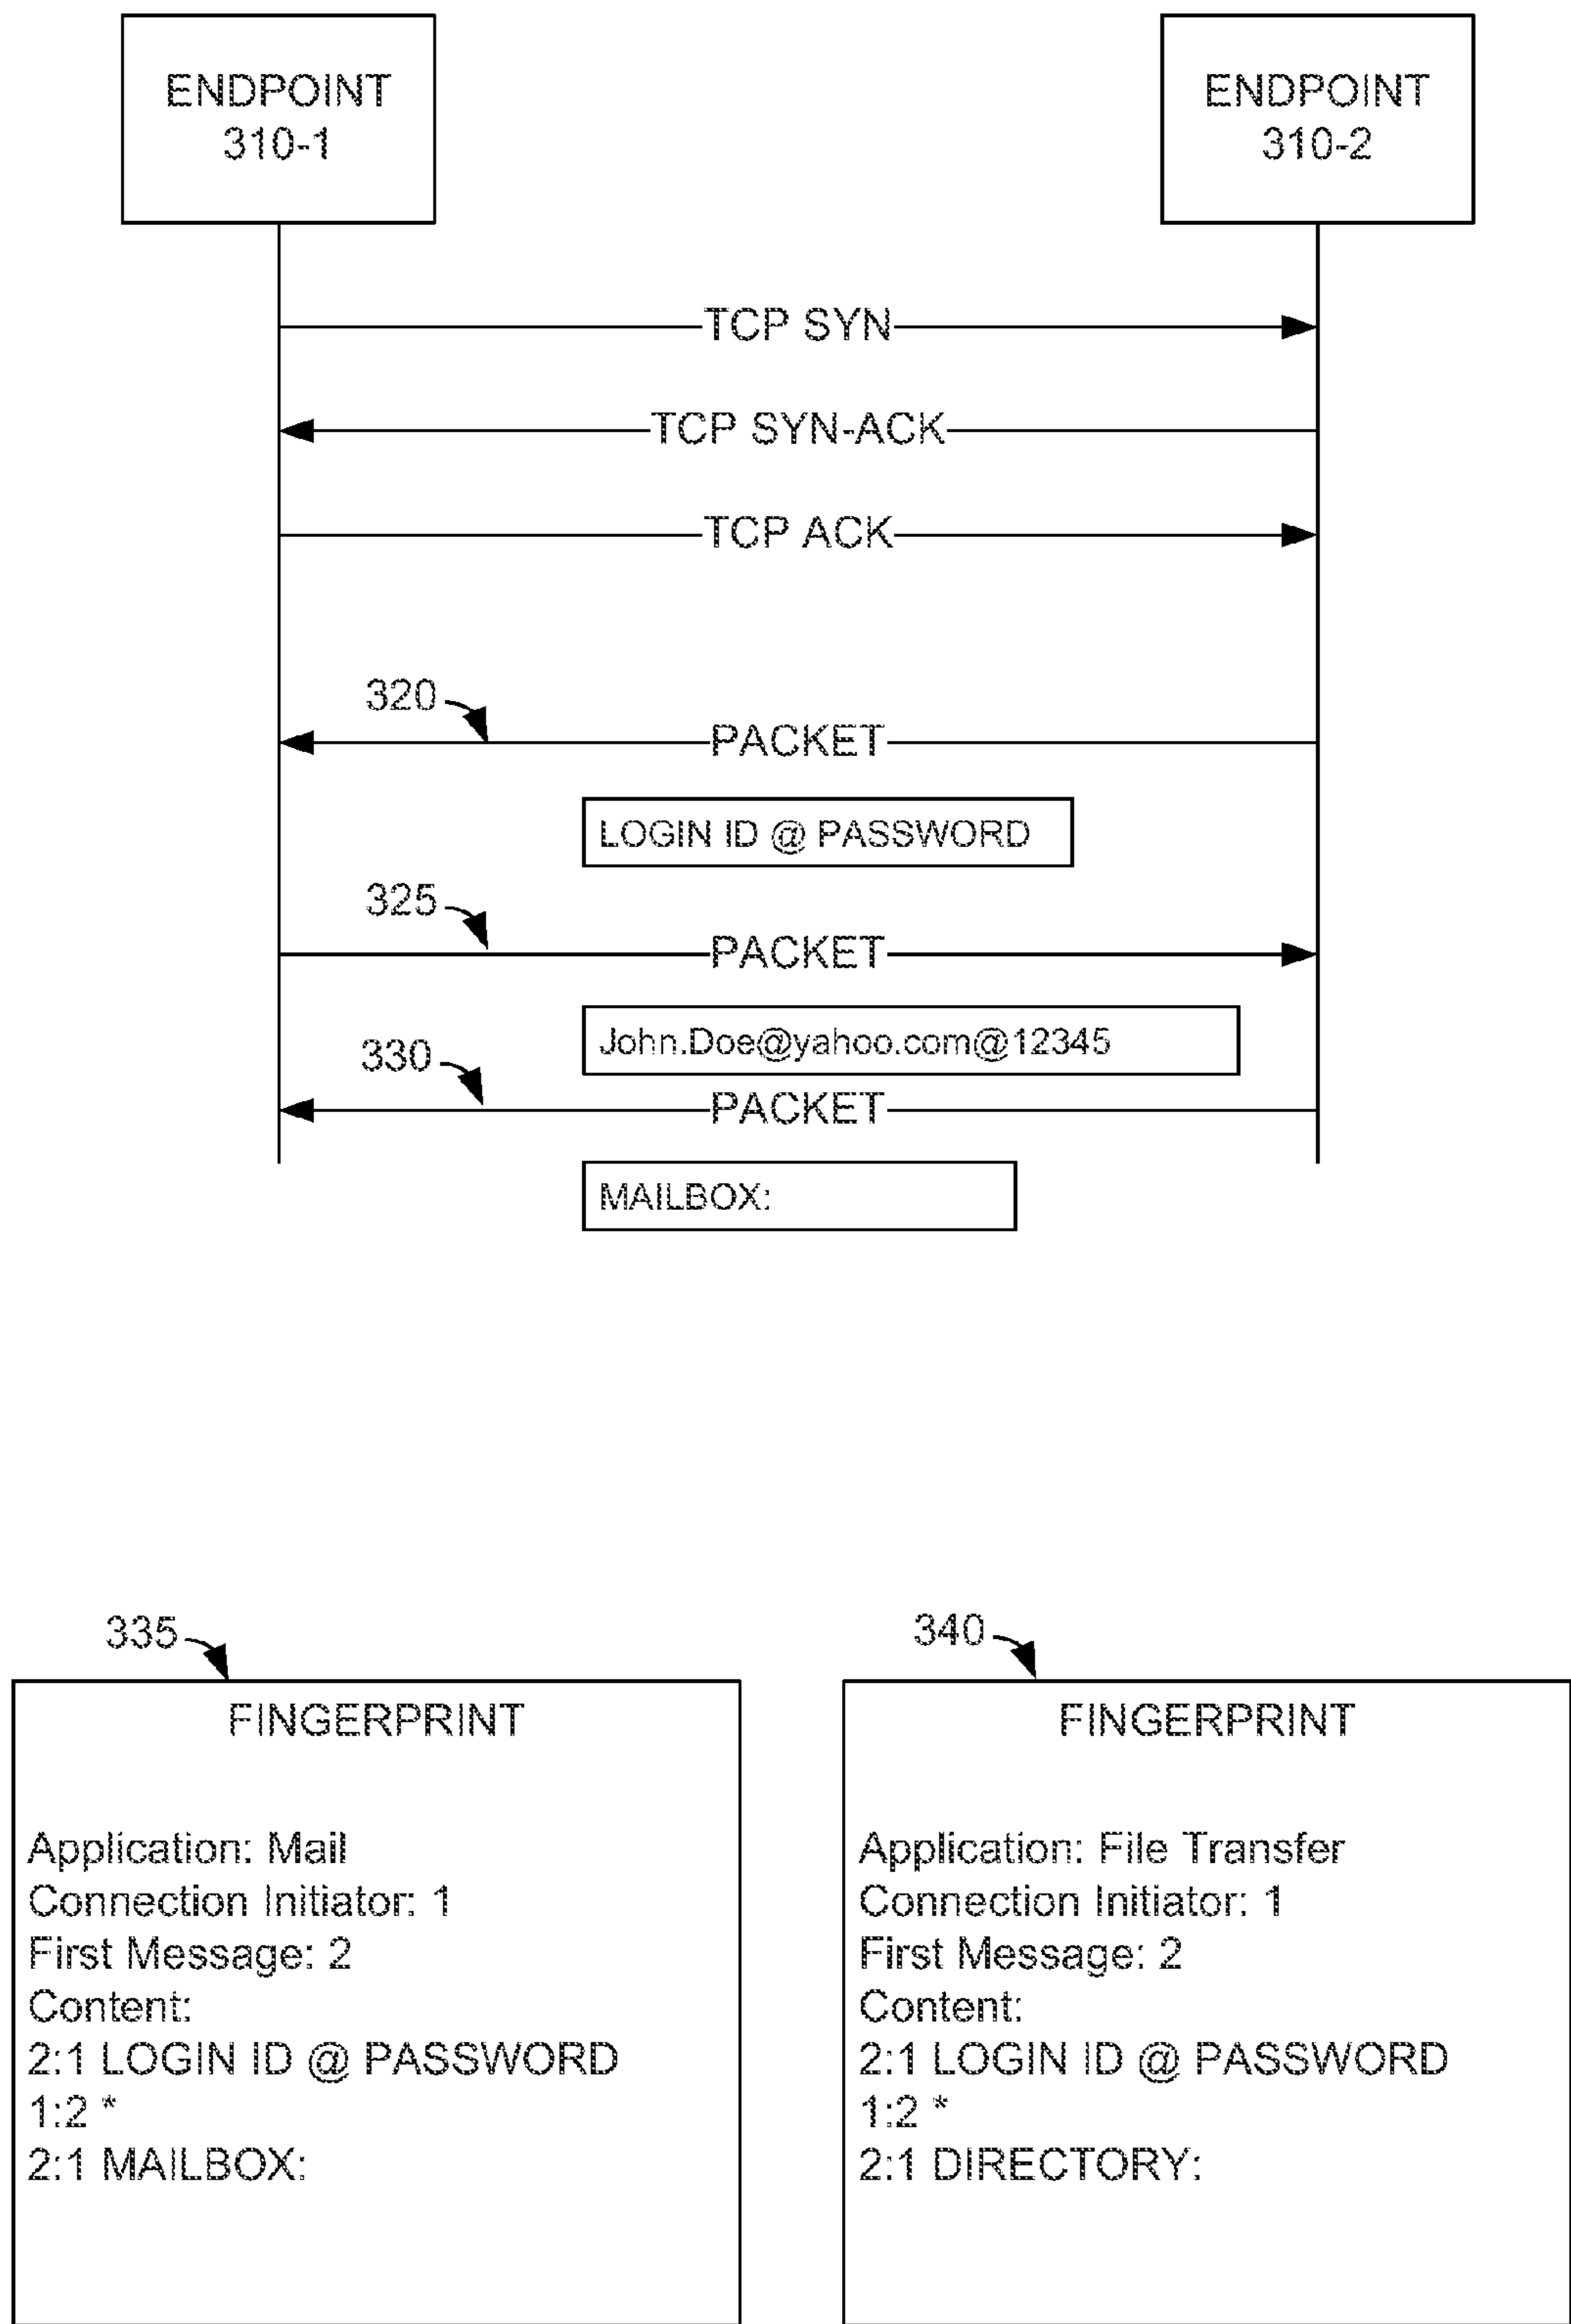 ENDPOINT
310-1
ENDPOINT
310-2
TCP SYN
TCP SYN-ACK
TCP ACK
320
PACKET
LOGIN ID @ PASSWORD
325
PACKET
John.Doe@yahoo.com@12345
330
PACKET
MAILBOX:
335
FINGERPRINT
Application: Mail
Connection Initiator: 1
First Message: 2
Content:
2:1 LOGIN ID @ PASSWORD
1:2 *
2:1 MAILBOX:
340
FINGERPRINT
Application: File Transfer
Connection Initiator: 1
First Message: 2
Content:
2:1 LOGIN ID @ PASSWORD
1:2 *
2:1 DIRECTORY: